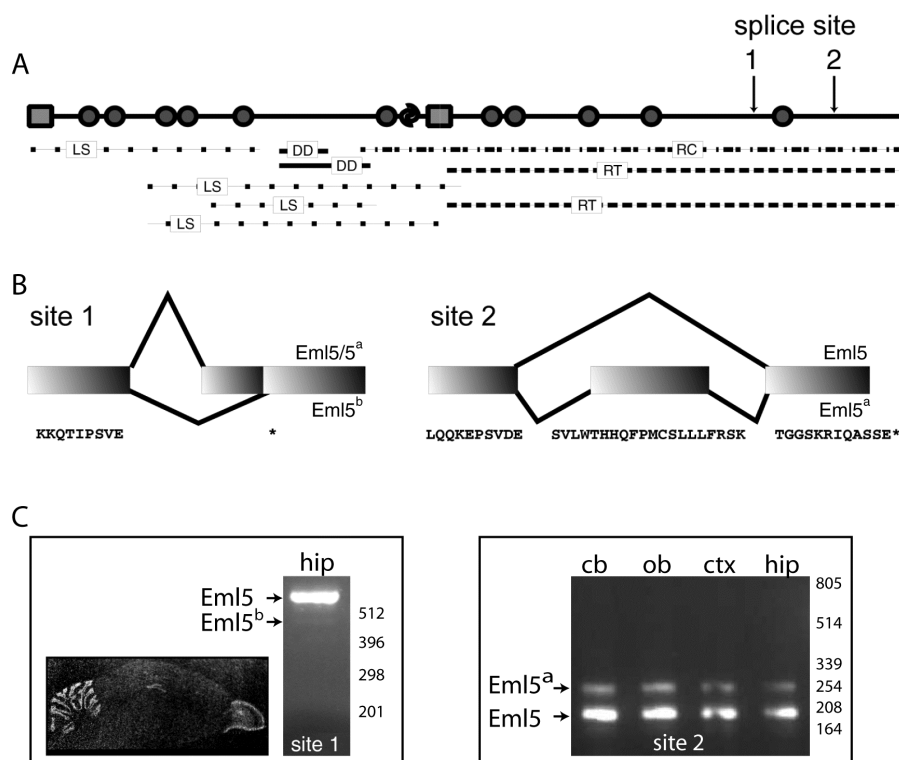 splice site
A
1 2
LS DD RC
DD RT
LS
LS RT
LS
B
site 1
Eml5/5ᵃ
Eml5ᵇ
KKQTIPSVE *
site 2
Eml5
Eml5ᵃ
LQQKEPSVDE SVLWTHHQFPMCSLLLFRSK TGGSKRIQASSE*
C
hip
Eml5
Eml5ᵇ
512
396
298
201
site 1
cb ob ctx hip
805
514
339
Eml5ᵃ
254
Eml5
208
164
site 2